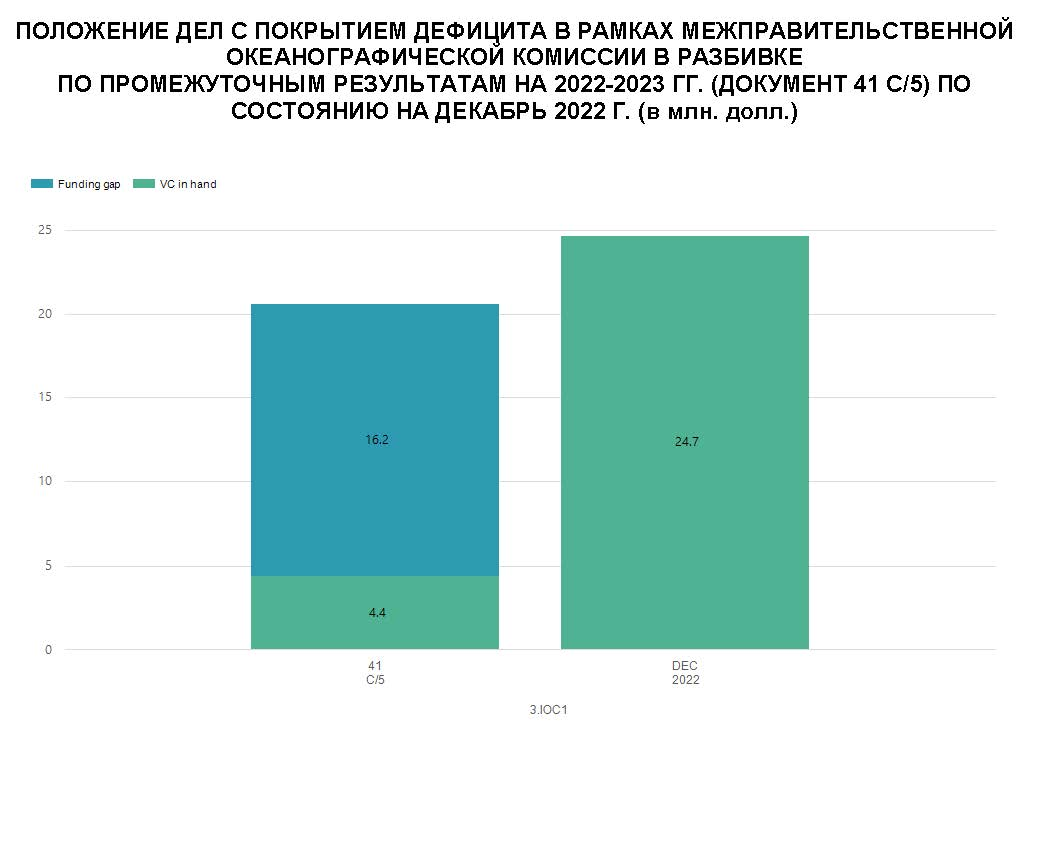 ПОЛОЖЕНИЕ ДЕЛ С ПОКРЫТИЕМ ДЕФИЦИТА В РАМКАХ МЕЖПРАВИТЕЛЬСТВЕННОЙ
ОКЕАНОГРАФИЧЕСКОЙ КОМИССИИ В РАЗБИВКЕ
ПО ПРОМЕЖУТОЧНЫМ РЕЗУЛЬТАТАМ НА 2022-2023 ГГ. (ДОКУМЕНТ 41 С/5) ПО
СОСТОЯНИЮ НА ДЕКАБРЬ 2022 Г. (в млн. долл.)
Funding gap VC in hand
25
20
15
10
5
0
16.2
4.4
24.7
41
C/5
DEC
2022
3.IOC1